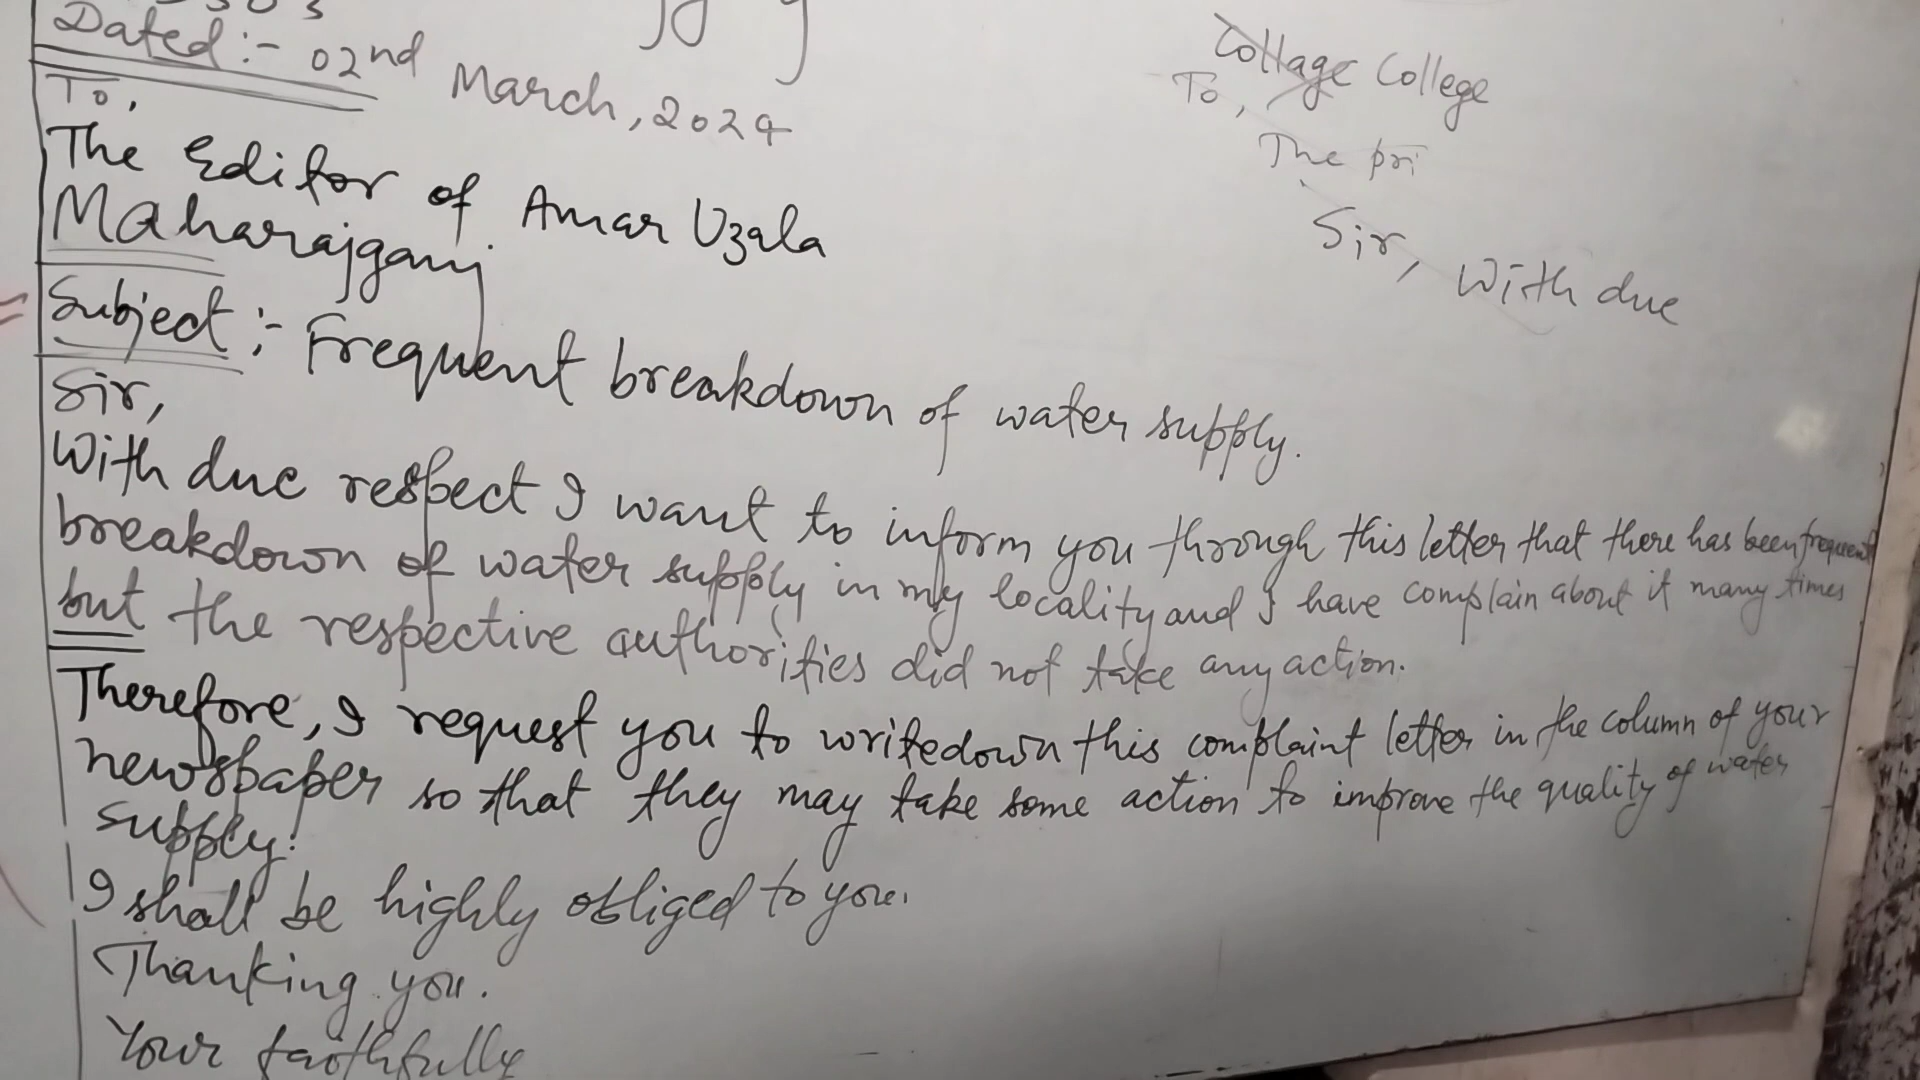 Dated:- 02nd March, 2024
To,
The Editor of Amar Uzala
Maharajganj.
Subject:- Frequent breakdown of water supply.
Sir,
With due respect I want to inform you through this letter that there has been frequent
breakdown of water supply in my locality and I have complain about it many times
but the respective authorities did not take any action.
Therefore, I request you to writedown this complaint letter in the column of your
newspaper so that they may take some action to improve the quality of water
supply.
I shall be highly obliged to you.
Thanking you.
Your faithfully
Collage College
To,
The pri
Sir, With due